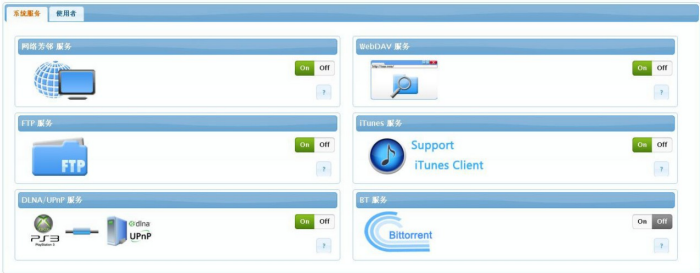 系统服务 使用者
网络芳邻 服务
On Off
?
WebDAV 服务
On Off
?
FTP 服务
FTP
On Off
?
iTunes 服务
Support
iTunes Client
On Off
?
DLNA/UPnP 服务
PS3
PlayStation 3
dlna
UPnP
On Off
?
BT 服务
Bittorrent
On Off
?